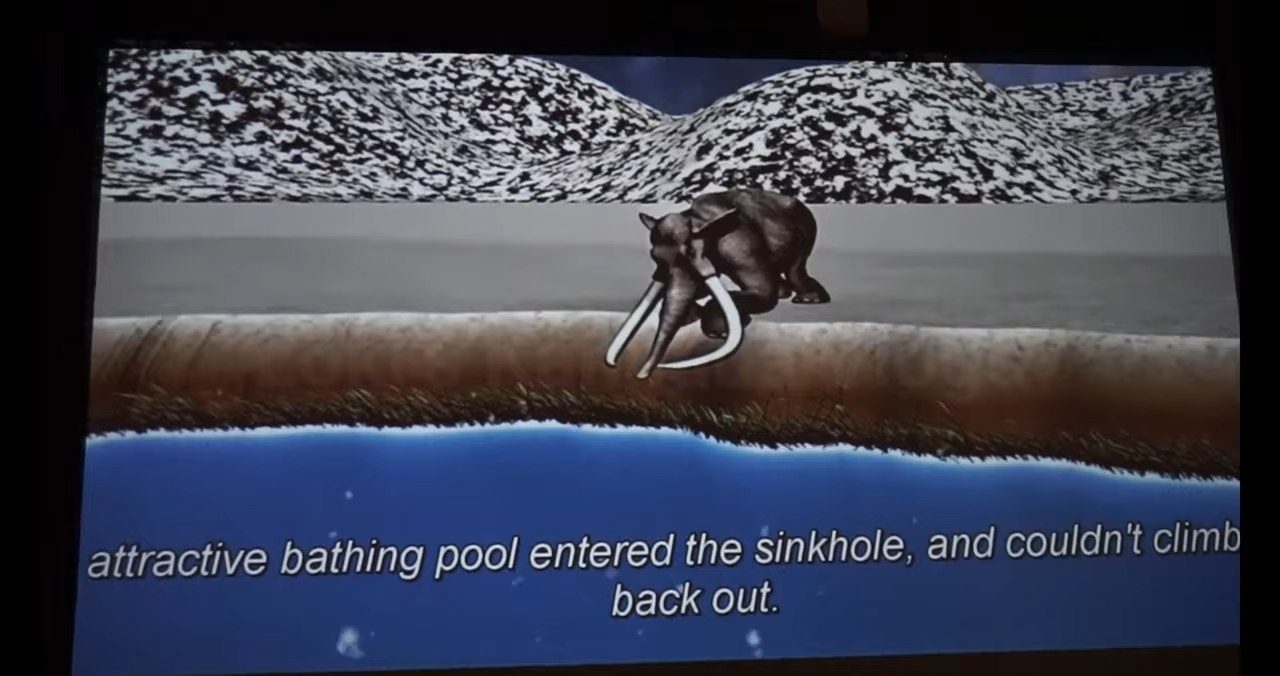 attractive bathing pool entered the sinkhole, and couldn't climb
back out.